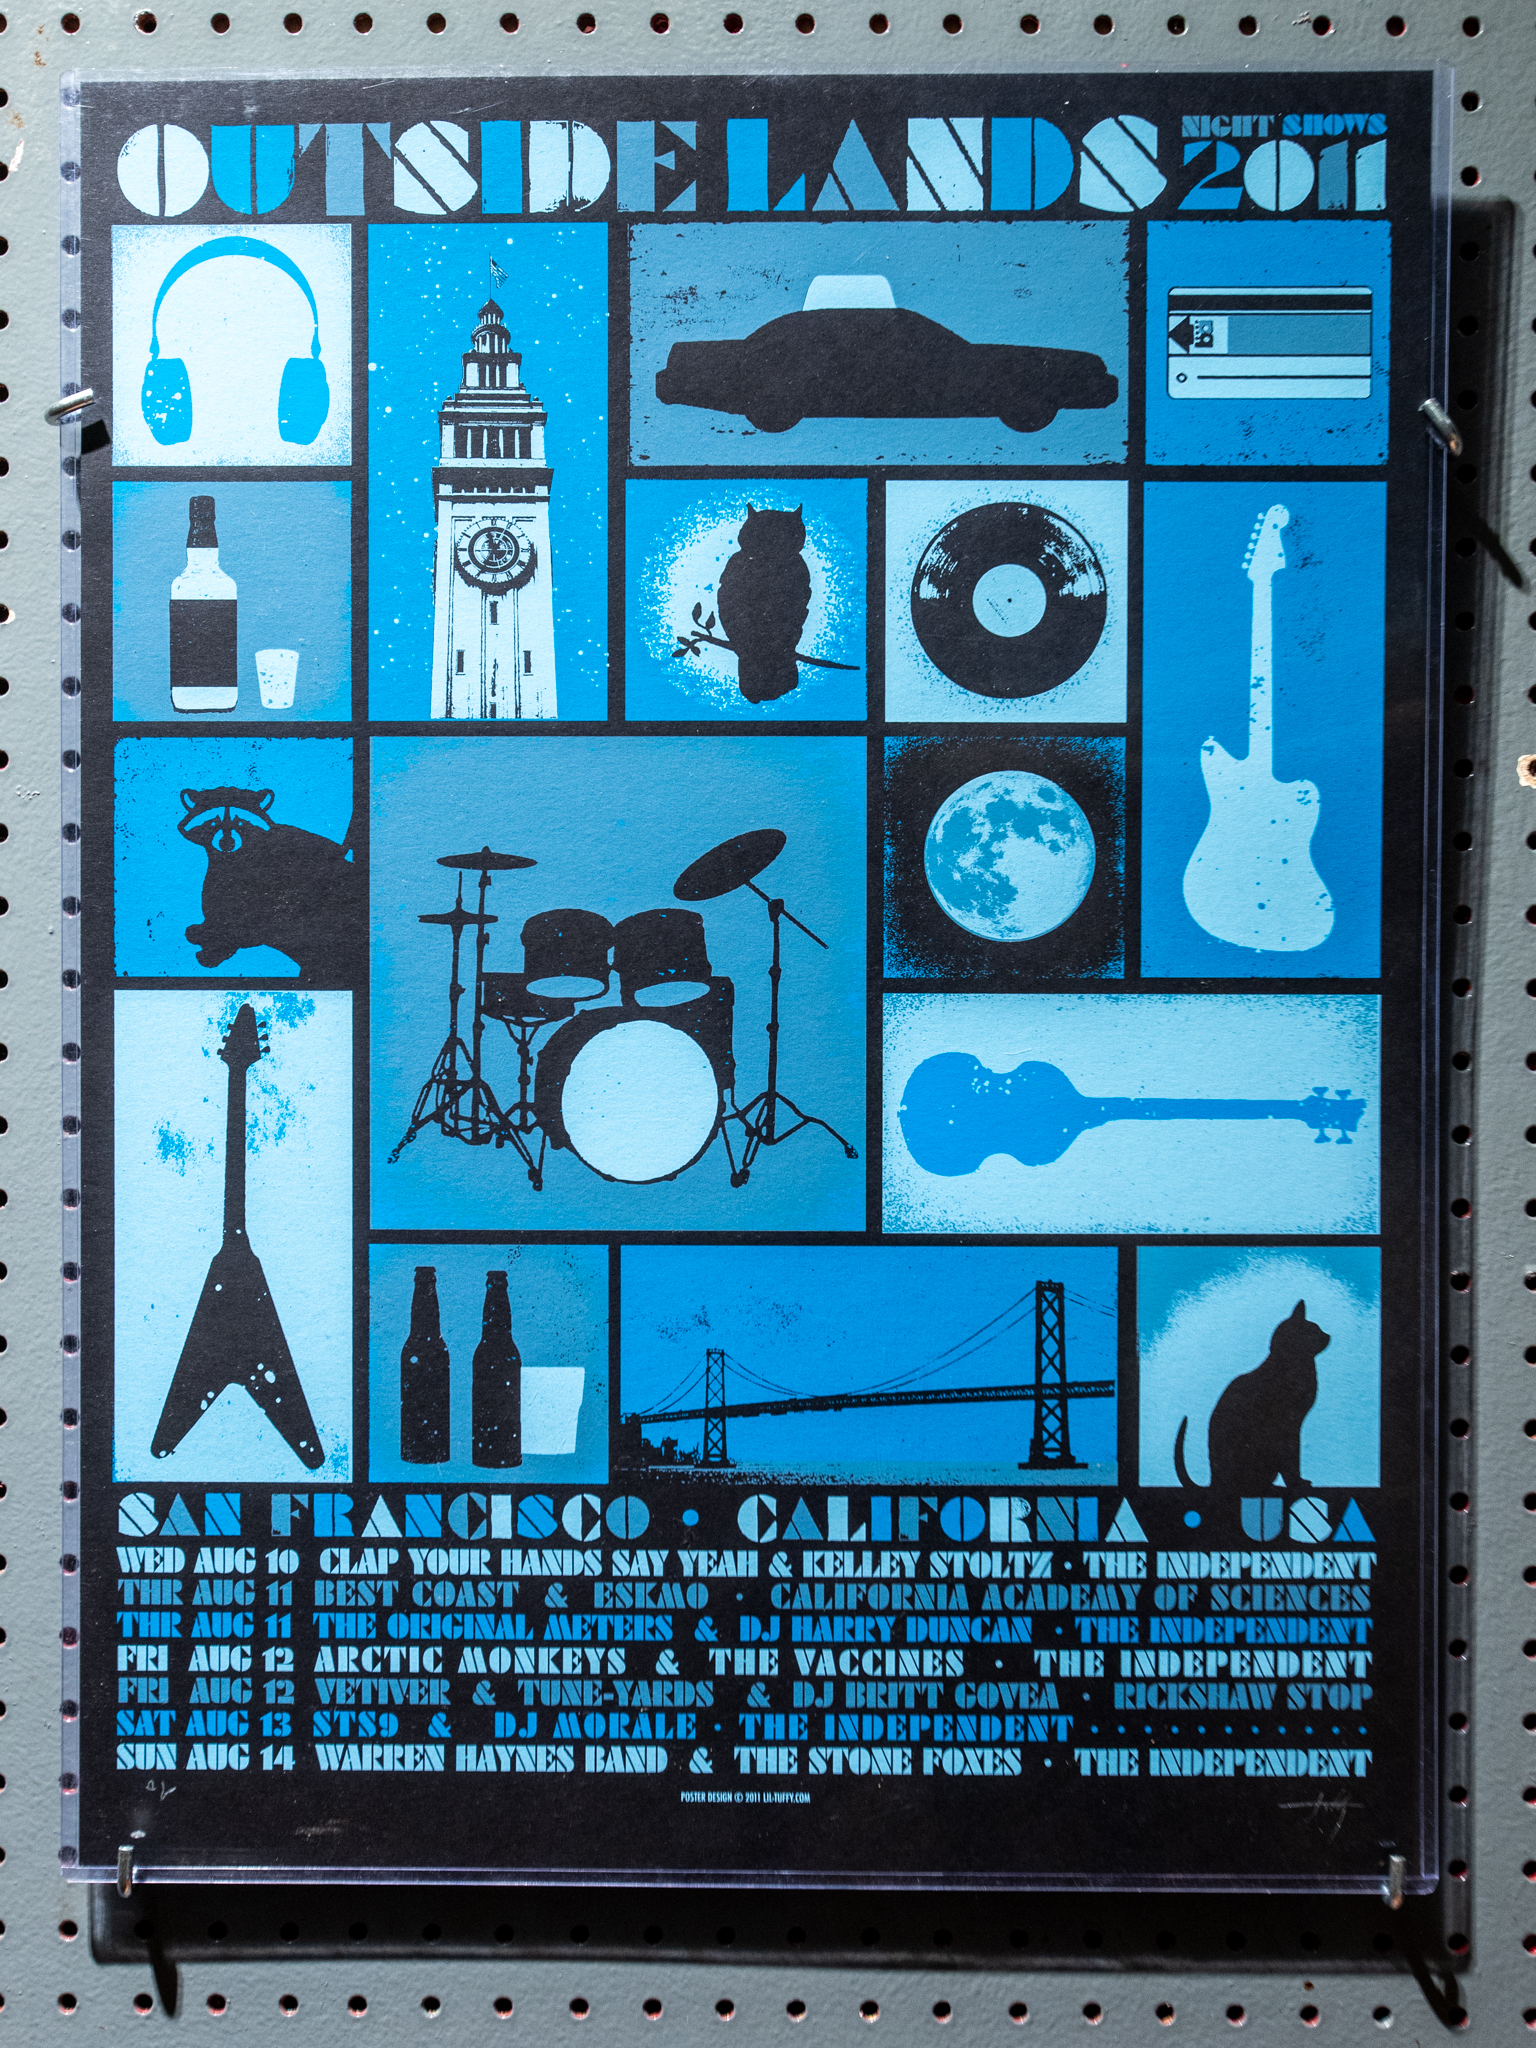 OUTSIDE LANDS
NIGHT SHOWS
2011
SAN FRANCISCO • CALIFORNIA • USA
WED AUG 10 CLAP YOUR HANDS SAY YEAH & KELLEY STOLTZ • THE INDEPENDENT
THR AUG 11 BEST COAST & ESKMO • CALIFORNIA ACADEMY OF SCIENCES
THR AUG 11 THE ORIGINAL METERS & DJ HARRY DUNCAN • THE INDEPENDENT
FRI AUG 12 ARCTIC MONKEYS & THE VACCINES • THE INDEPENDENT
FRI AUG 12 VETIVER & TUNE-YARDS & DJ BRITT GOVEA • RICKSHAW STOP
SAT AUG 13 STS9 & DJ MORALE • THE INDEPENDENT • • • • • • • • • • • •
SUN AUG 14 WARREN HAYNES BAND & THE STONE FOXES • THE INDEPENDENT
POSTER DESIGN © 2011 LIL-TUFFY.COM